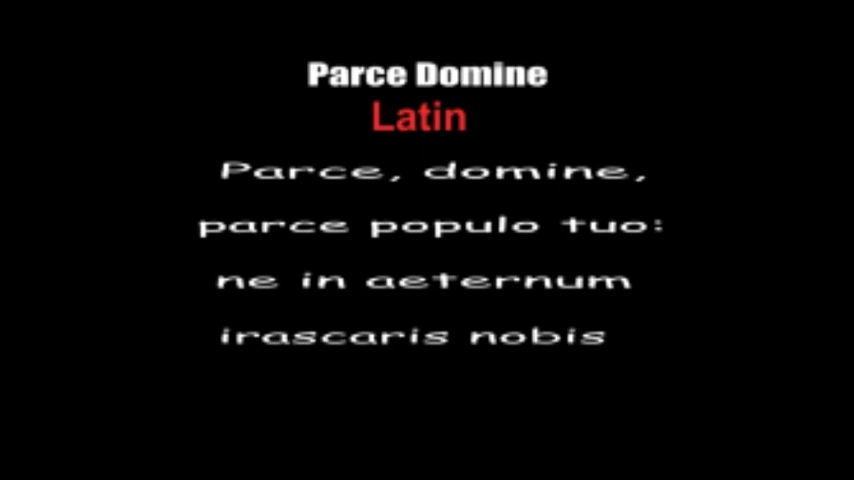 Parce Domine
Latin
Parce, domine,
parce populo tuo:
ne in aeternum
irascaris nobis